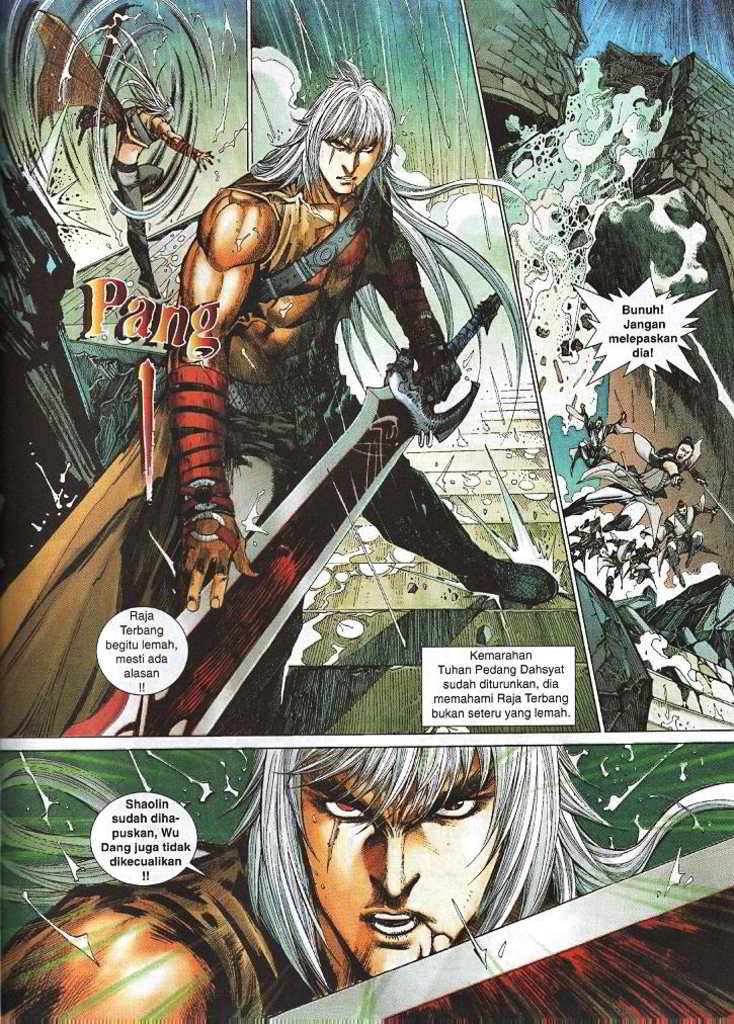 Pang
!
Bunuh!
Jangan
melepaskan
dia!
Raja
Terbang
begitu lemah,
mesti ada
alasan
!!
Kemarahan
Tuhan Pedang Dahsyat
sudah diturunkan, dia
memahami Raja Terbang
bukan seteru yang lemah.
Shaolin
sudah diha-
puskan, Wu
Dang juga tidak
dikecualikan
!!